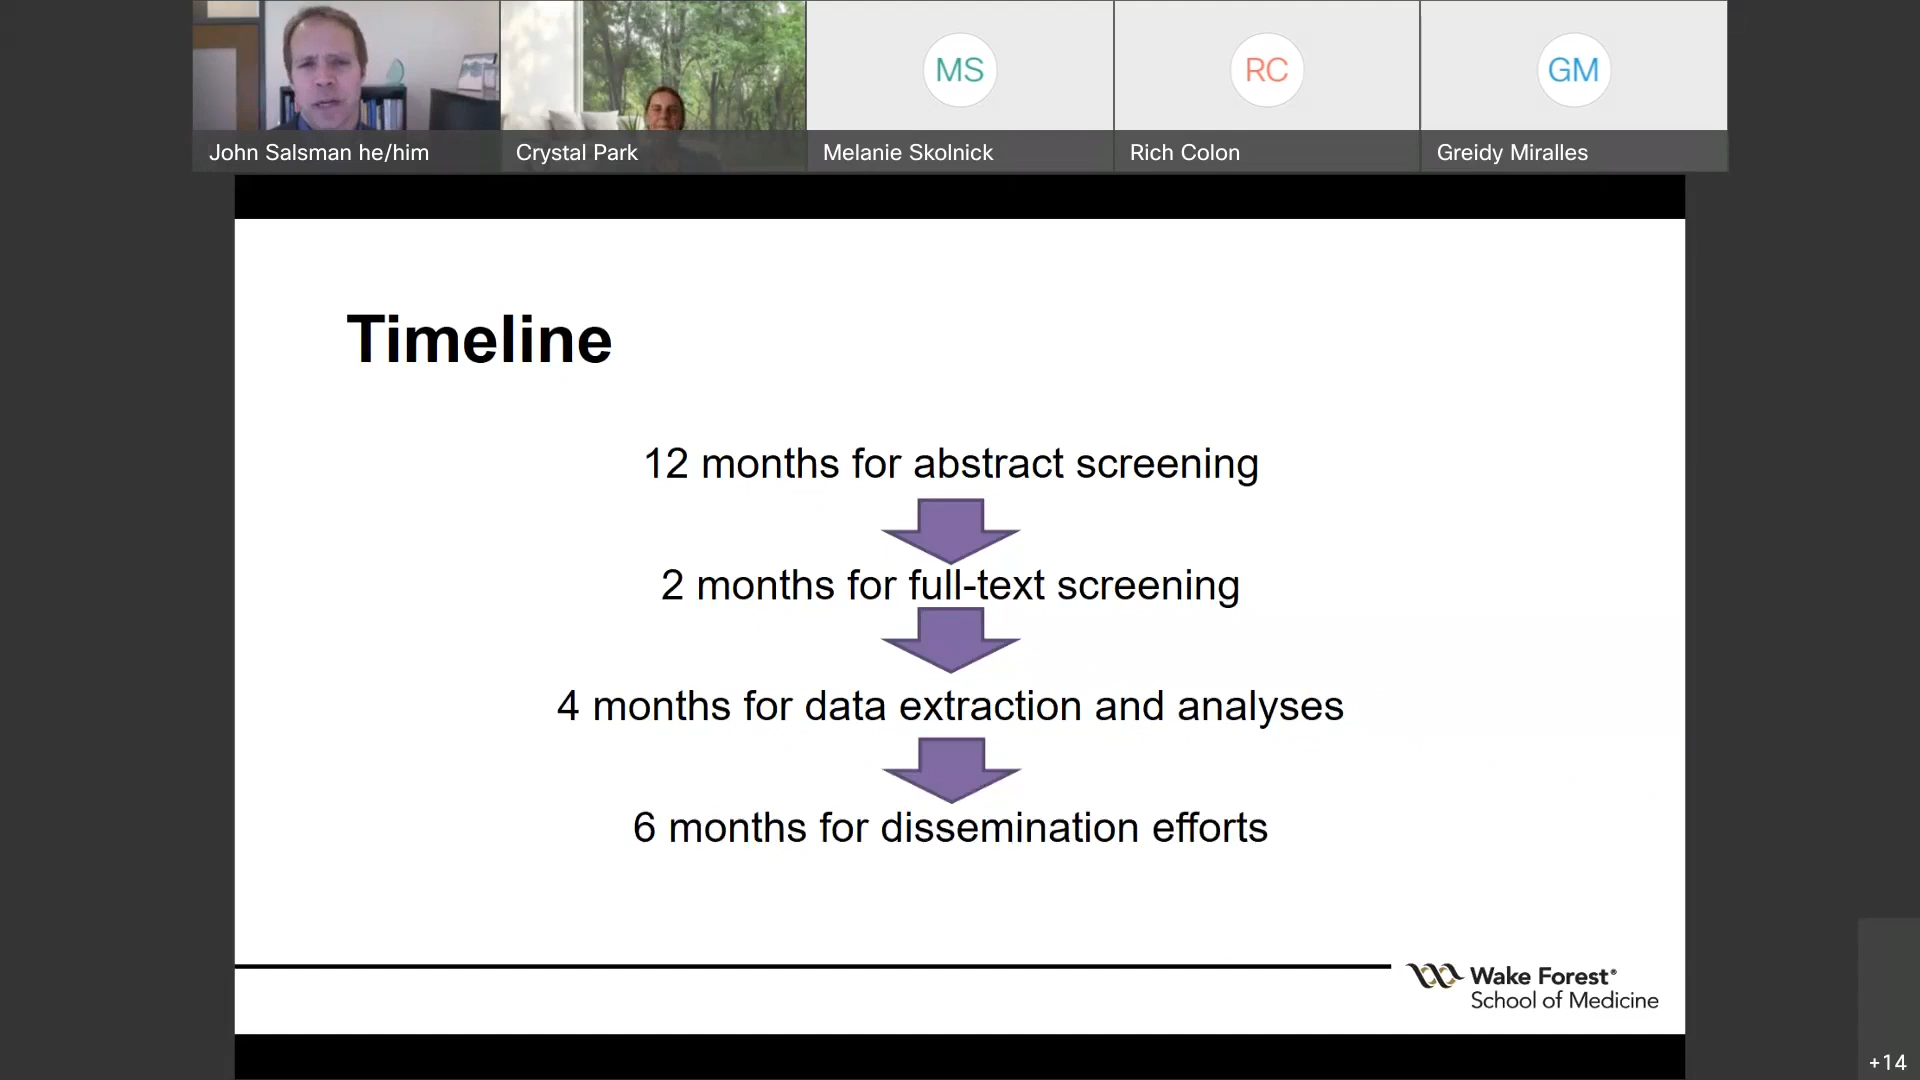 MS
RC
GM
John Salsman he/him
Crystal Park
Melanie Skolnick
Rich Colon
Greidy Miralles
Timeline
12 months for abstract screening
2 months for full-text screening
4 months for data extraction and analyses
6 months for dissemination efforts
Wake Forest®
School of Medicine
+14